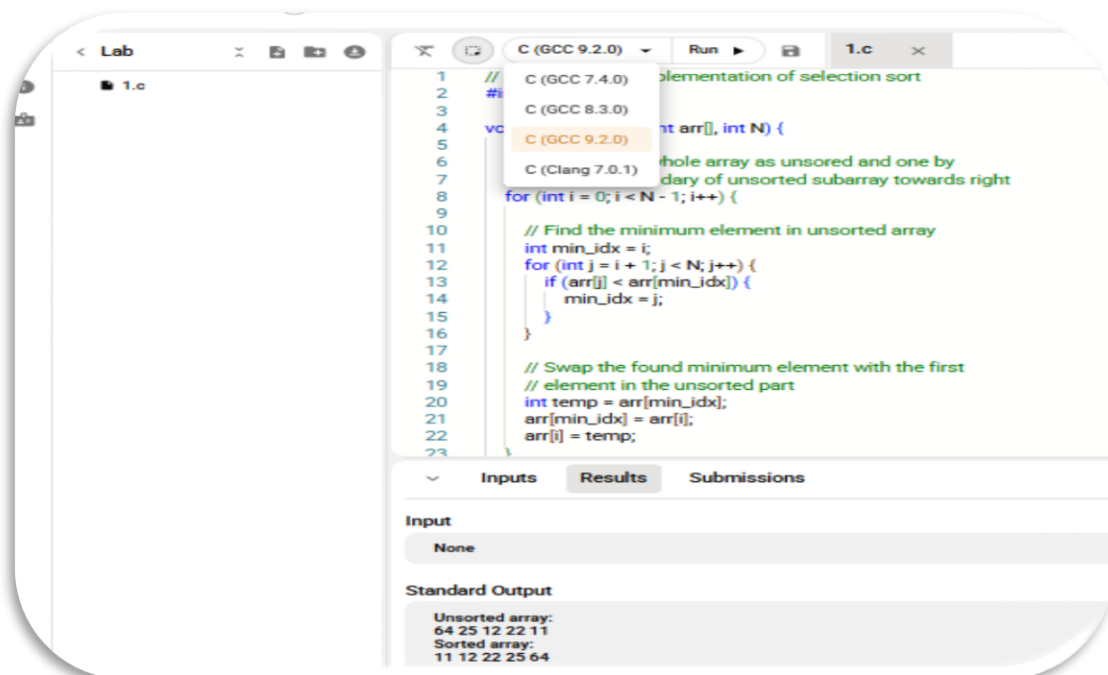 Lab
1.c
C (GCC 9.2.0)
Run
1.c
C (GCC 7.4.0)
C (GCC 8.3.0)
C (GCC 9.2.0)
C (Clang 7.0.1)
1 // plementation of selection sort
2 #i
3
4 vo nt arr[], int N) {
5
6 hole array as unsored and one by
7 dary of unsorted subarray towards right
8 for (int i = 0; i < N - 1; i++) {
9
10 // Find the minimum element in unsorted array
11 int min_idx = i;
12 for (int j = i + 1; j < N; j++) {
13 if (arr[j] < arr[min_idx]) {
14 min_idx = j;
15 }
16 }
17
18 // Swap the found minimum element with the first
19 // element in the unsorted part
20 int temp = arr[min_idx];
21 arr[min_idx] = arr[i];
22 arr[i] = temp;
23 }
Inputs Results Submissions
Input
None
Standard Output
Unsorted array:
64 25 12 22 11
Sorted array:
11 12 22 25 64